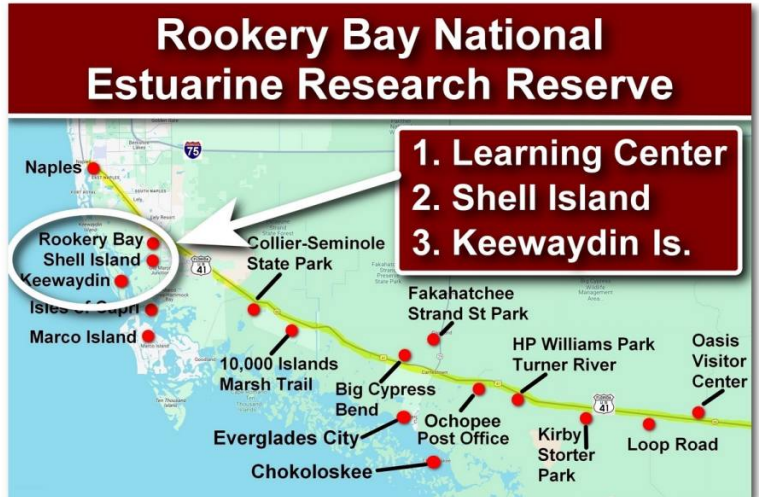 Rookery Bay National
Estuarine Research Reserve
75
1. Learning Center
2. Shell Island
3. Keewaydin Is.
Naples
Rookery Bay
Shell Island
Keewaydin
Isles of Capri
Marco Island
41
Collier-Seminole
State Park
10,000 Islands
Marsh Trail
Fakahatchee
Strand St Park
Big Cypress
Bend
Everglades City
Chokoloskee
Ochopee
Post Office
HP Williams Park
Turner River
41
Kirby
Storter
Park
Loop Road
Oasis
Visitor
Center